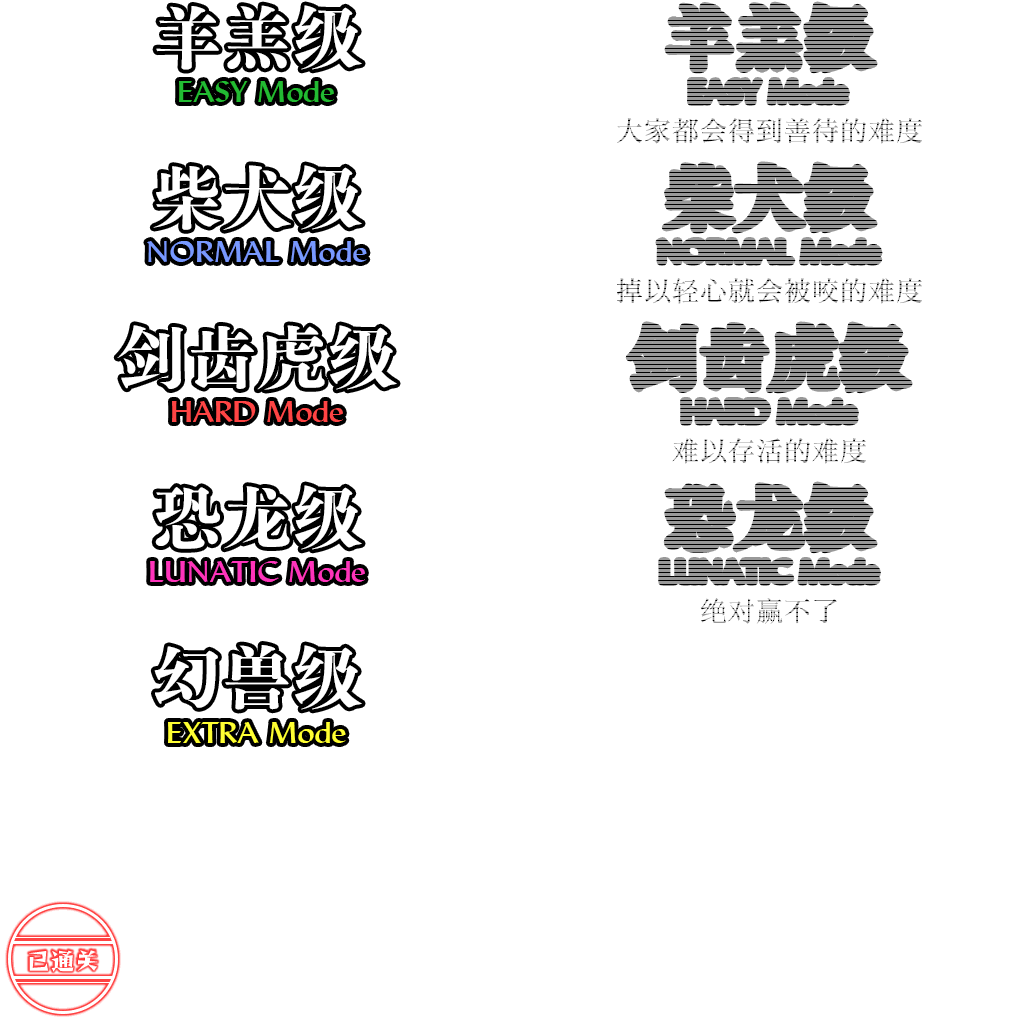 羊羔级
EASY Mode
柴犬级
NORMAL Mode
剑齿虎级
HARD Mode
恐龙级
LUNATIC Mode
幻兽级
EXTRA Mode
已通关
羊羔级
EASY Mode
大家都会得到善待的难度
柴犬级
NORMAL Mode
掉以轻心就会被咬的难度
剑齿虎级
HARD Mode
难以存活的难度
恐龙级
LUNATIC Mode
绝对赢不了